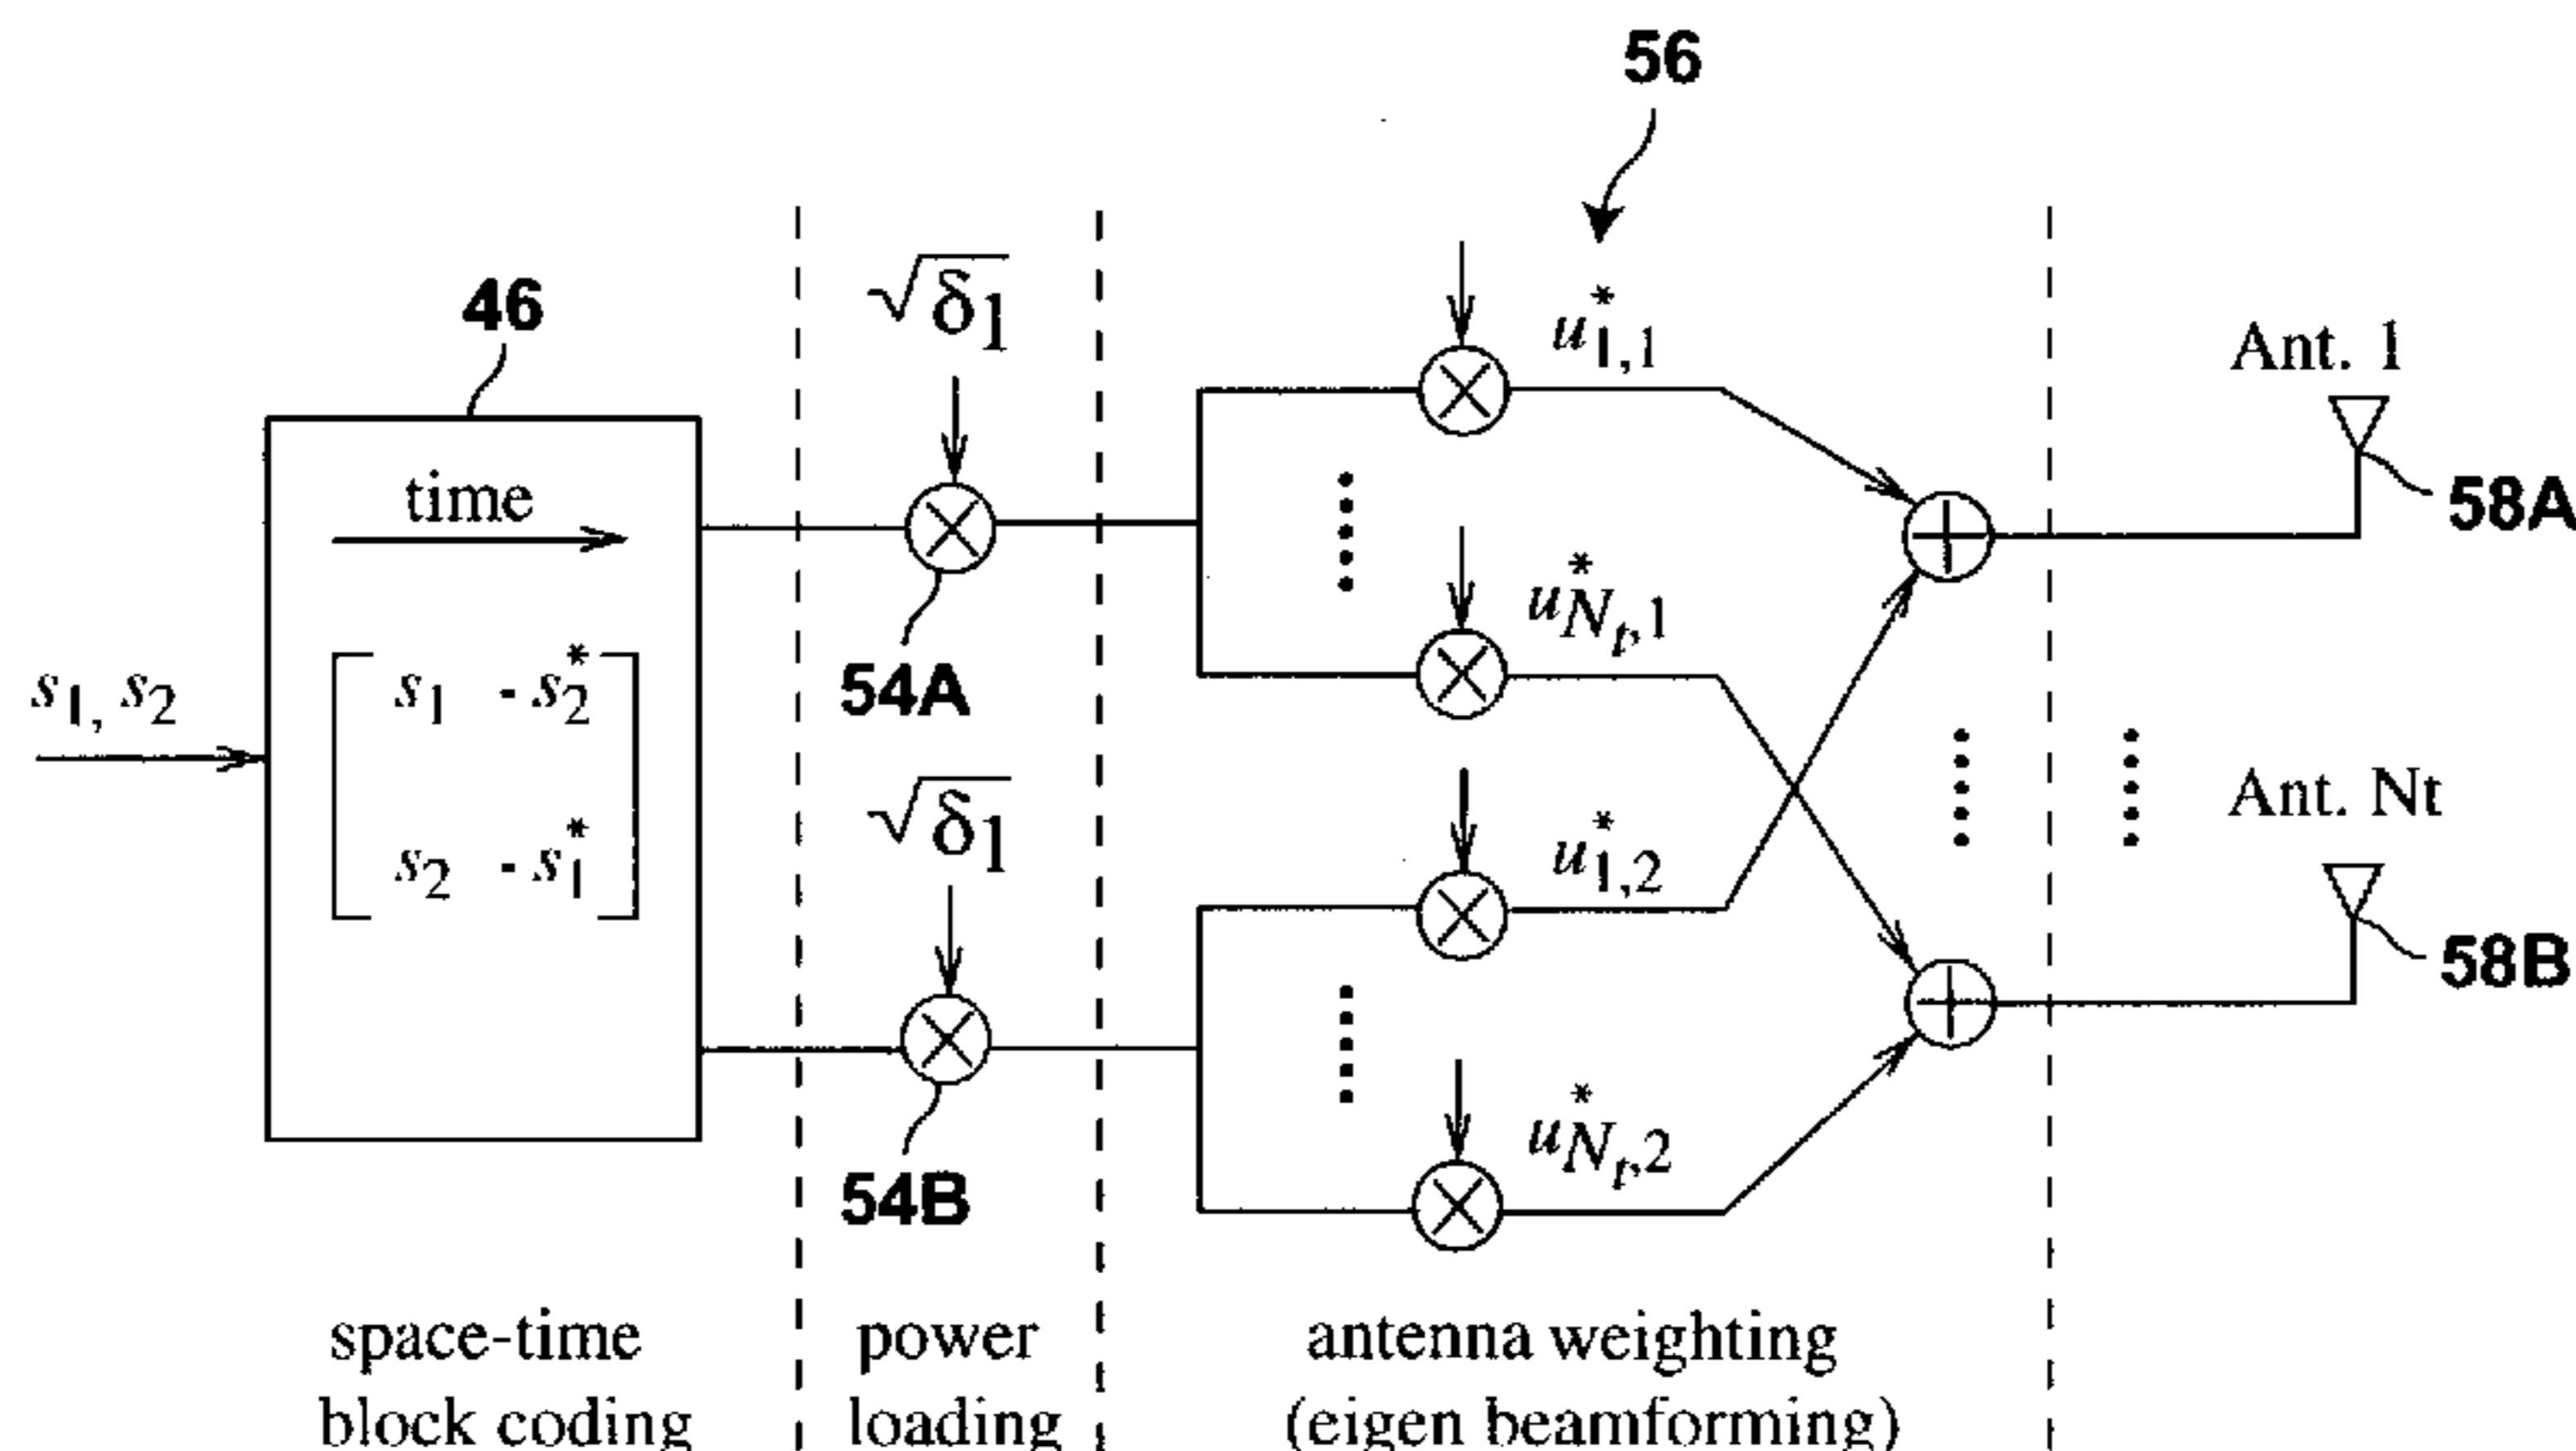 56
46
√δ1
u*1,1
Ant. 1
58A
time
u*Nt,1
s1, s2
s1 -s2*
s2 -s1*
54A
√δ1
u*1,2
Ant. Nt
58B
54B
u*Nt,2
space-time
block coding
power
loading
antenna weighting
(eigen beamforming)